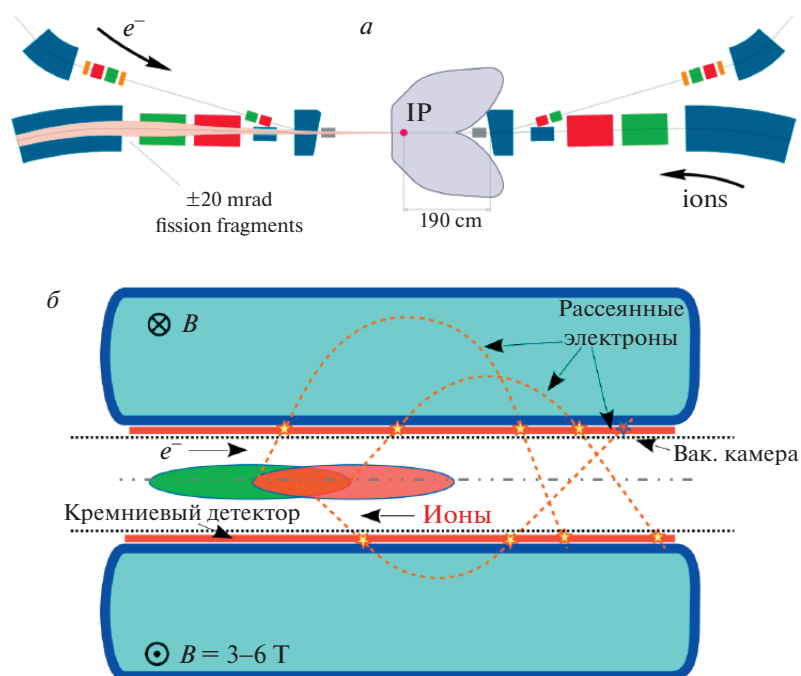 e⁻
а
IP
±20 mrad
fission fragments
190 cm
ions
б
⊗ B
Рассеянные
электроны
e⁻
Вак. камера
Ионы
Кремниевый детектор
⊙ B = 3–6 T